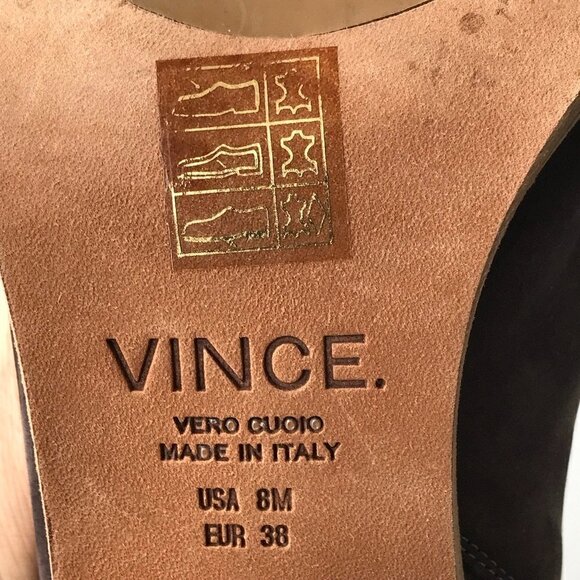 VINCE.
VERO CUOIO
MADE IN ITALY
USA 8M
EUR 38